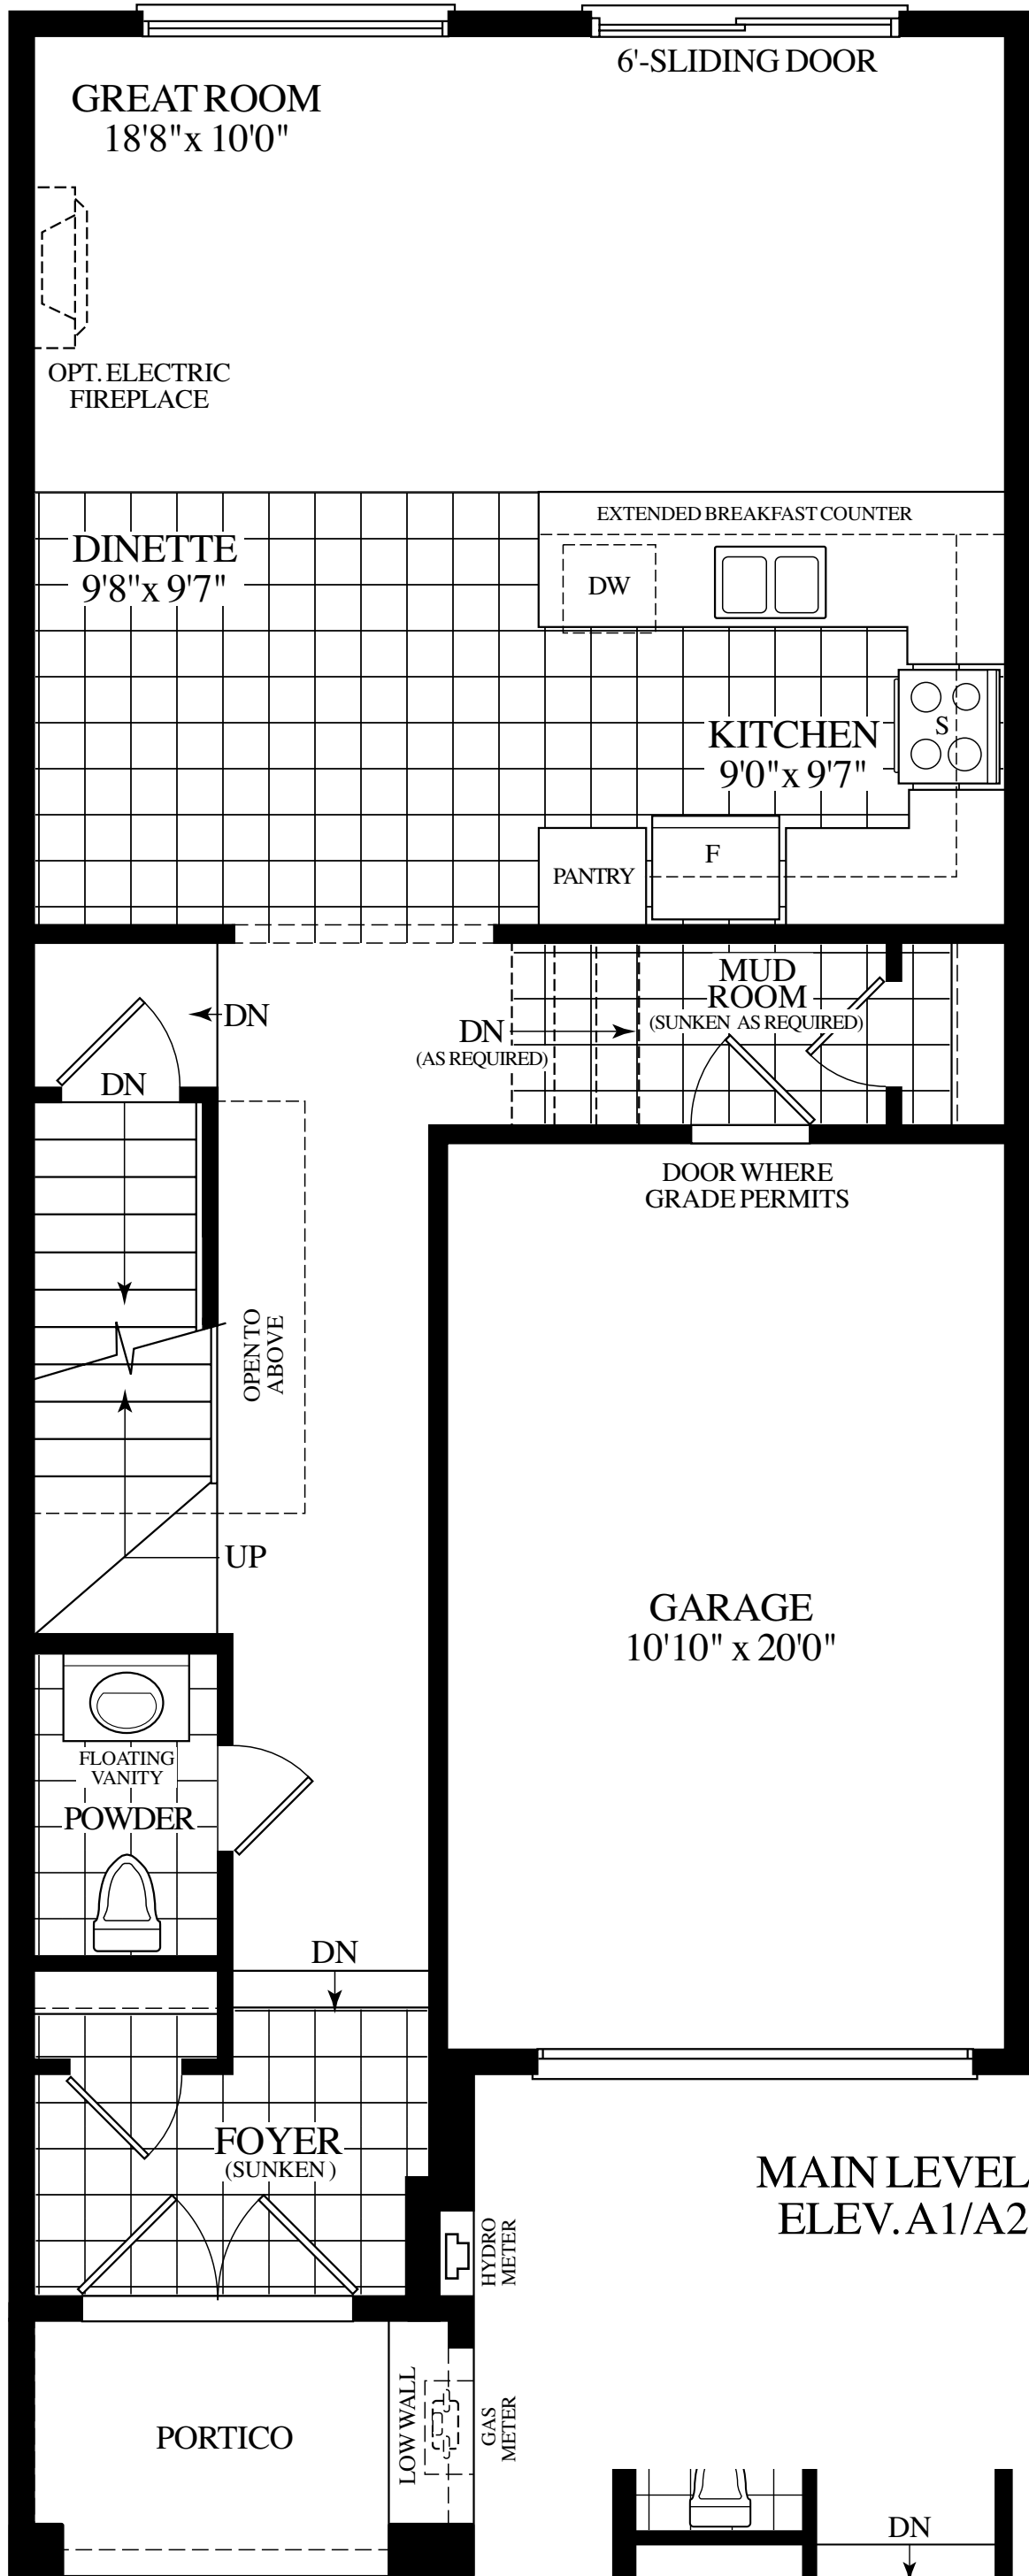 6'-SLIDING DOOR
GREAT ROOM
18'8"x 10'0"
OPT. ELECTRIC
FIREPLACE
EXTENDED BREAKFAST COUNTER
DINETTE
9'8"x 9'7"
DW
S
KITCHEN
9'0"x 9'7"
F
PANTRY
MUD
ROOM
(SUNKEN AS REQUIRED)
DN
DN
(AS REQUIRED)
DN
DOOR WHERE
GRADE PERMITS
OPEN TO
ABOVE
UP
GARAGE
10'10" x 20'0"
FLOATING
VANITY
POWDER
DN
FOYER
(SUNKEN)
MAIN LEVEL
ELEV. A1/A2
HYDRO
METER
LOW WALL
GAS
METER
PORTICO
DN